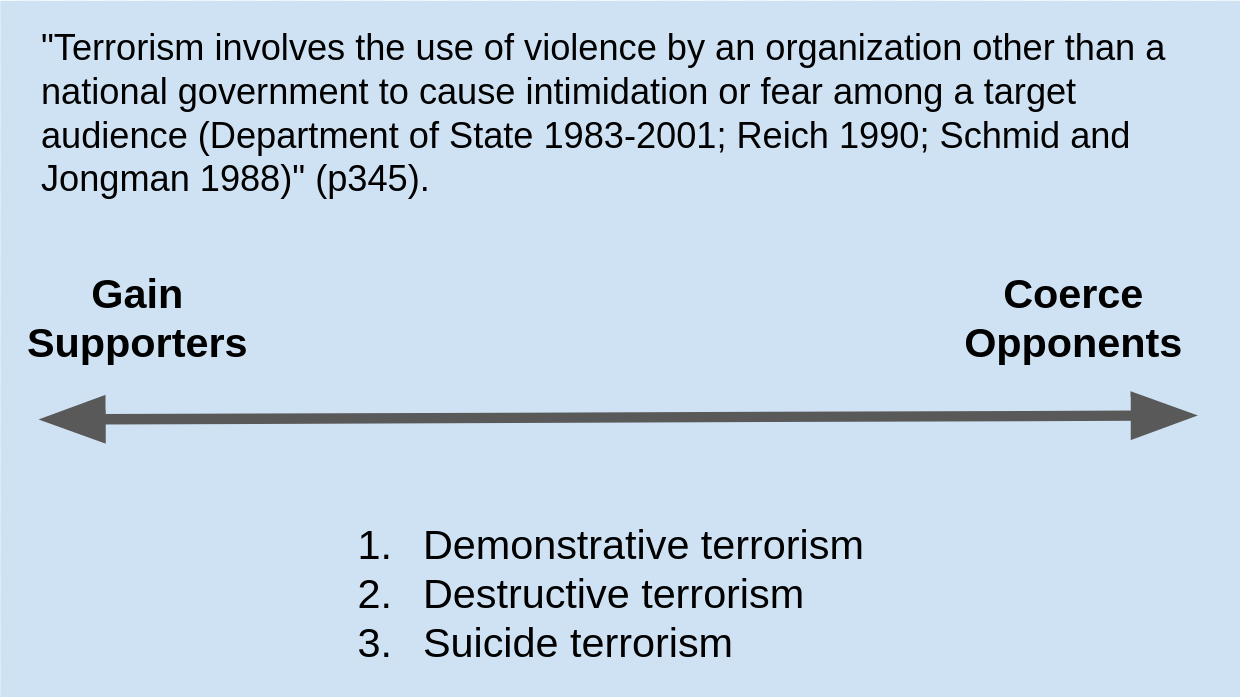 "Terrorism involves the use of violence by an organization other than a
national government to cause intimidation or fear among a target
audience (Department of State 1983-2001; Reich 1990; Schmid and
Jongman 1988)" (p345).
Gain
Supporters
Coerce
Opponents
1. Demonstrative terrorism
2. Destructive terrorism
3. Suicide terrorism